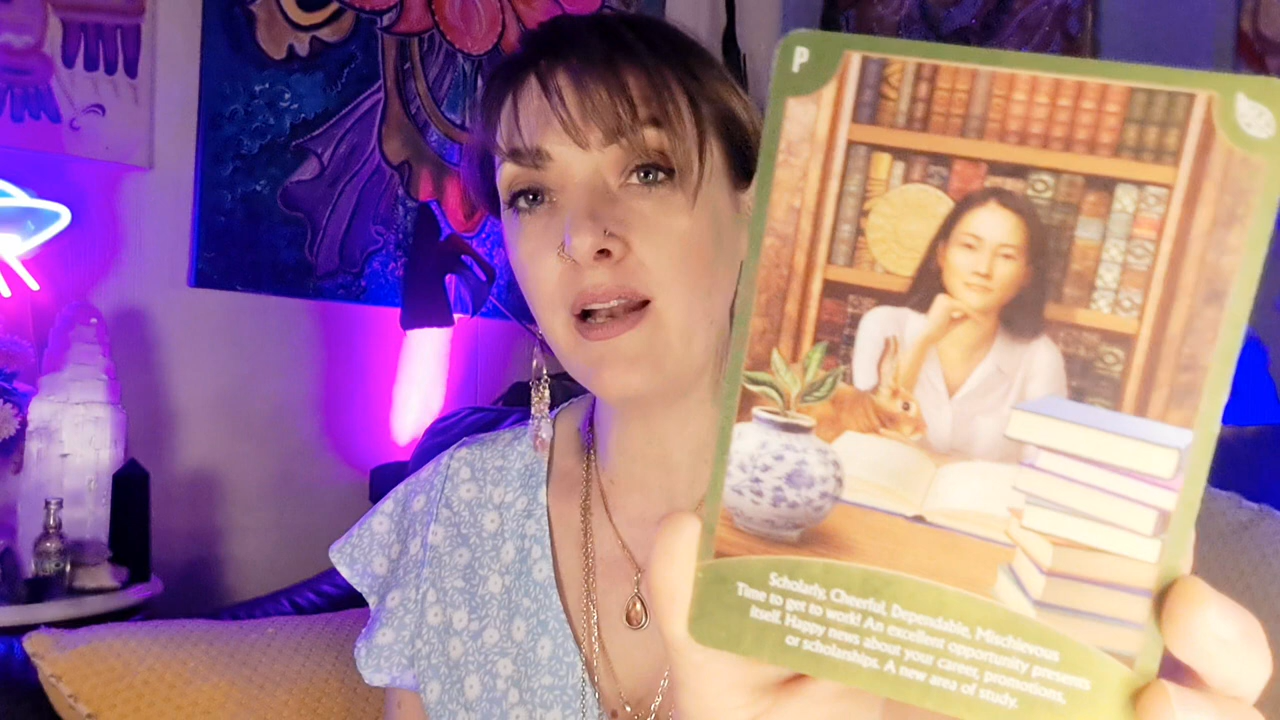 P
Scholarly, Cheerful, Dependable, Mischievous
Time to get to work! An excellent opportunity presents
itself. Happy news about your career, promotions,
or scholarships. A new area of study.